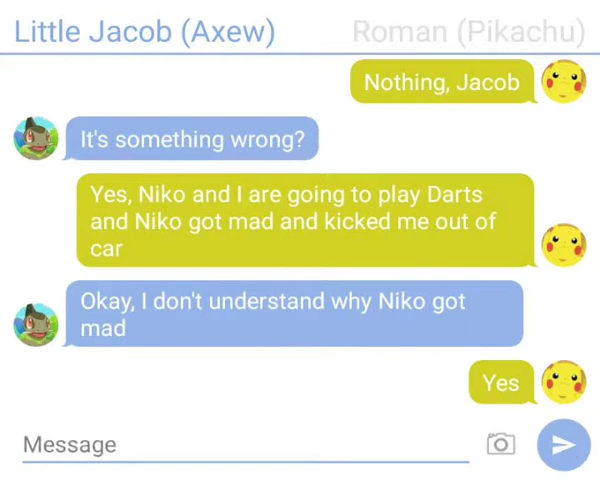 Little Jacob (Axew)
Roman (Pikachu)
Nothing, Jacob
It's something wrong?
Yes, Niko and I are going to play Darts
and Niko got mad and kicked me out of
car
Okay, I don't understand why Niko got
mad
Yes
Message